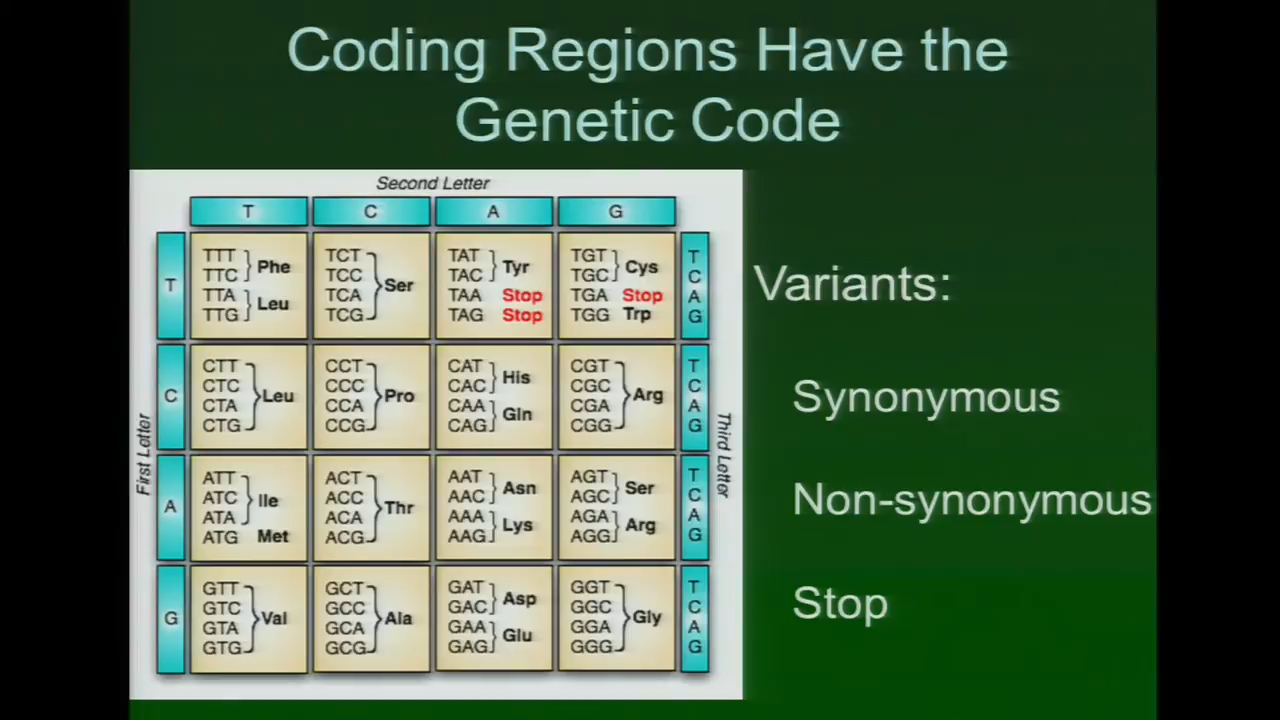 Coding Regions Have the
Genetic Code
Second Letter
T C A G
First Letter
T
TTT
TTC
Phe
TTA
TTG
Leu
TCT
TCC
TCA
TCG
Ser
TAT
TAC
Tyr
TAA Stop
TAG Stop
TGT
TGC
Cys
TGA Stop
TGG Trp
T
C
A
G
C
CTT
CTC
CTA
CTG
Leu
CCT
CCC
CCA
CCG
Pro
CAT
CAC
His
CAA
CAG
Gln
CGT
CGC
CGA
CGG
Arg
T
C
A
G
A
ATT
ATC
ATA
Ile
ATG Met
ACT
ACC
ACA
ACG
Thr
AAT
AAC
Asn
AAA
AAG
Lys
AGT
AGC
Ser
AGA
AGG
Arg
T
C
A
G
G
GTT
GTC
GTA
GTG
Val
GCT
GCC
GCA
GCG
Ala
GAT
GAC
Asp
GAA
GAG
Glu
GGT
GGC
GGA
GGG
Gly
T
C
A
G
Third Letter
Variants:
Synonymous
Non-synonymous
Stop